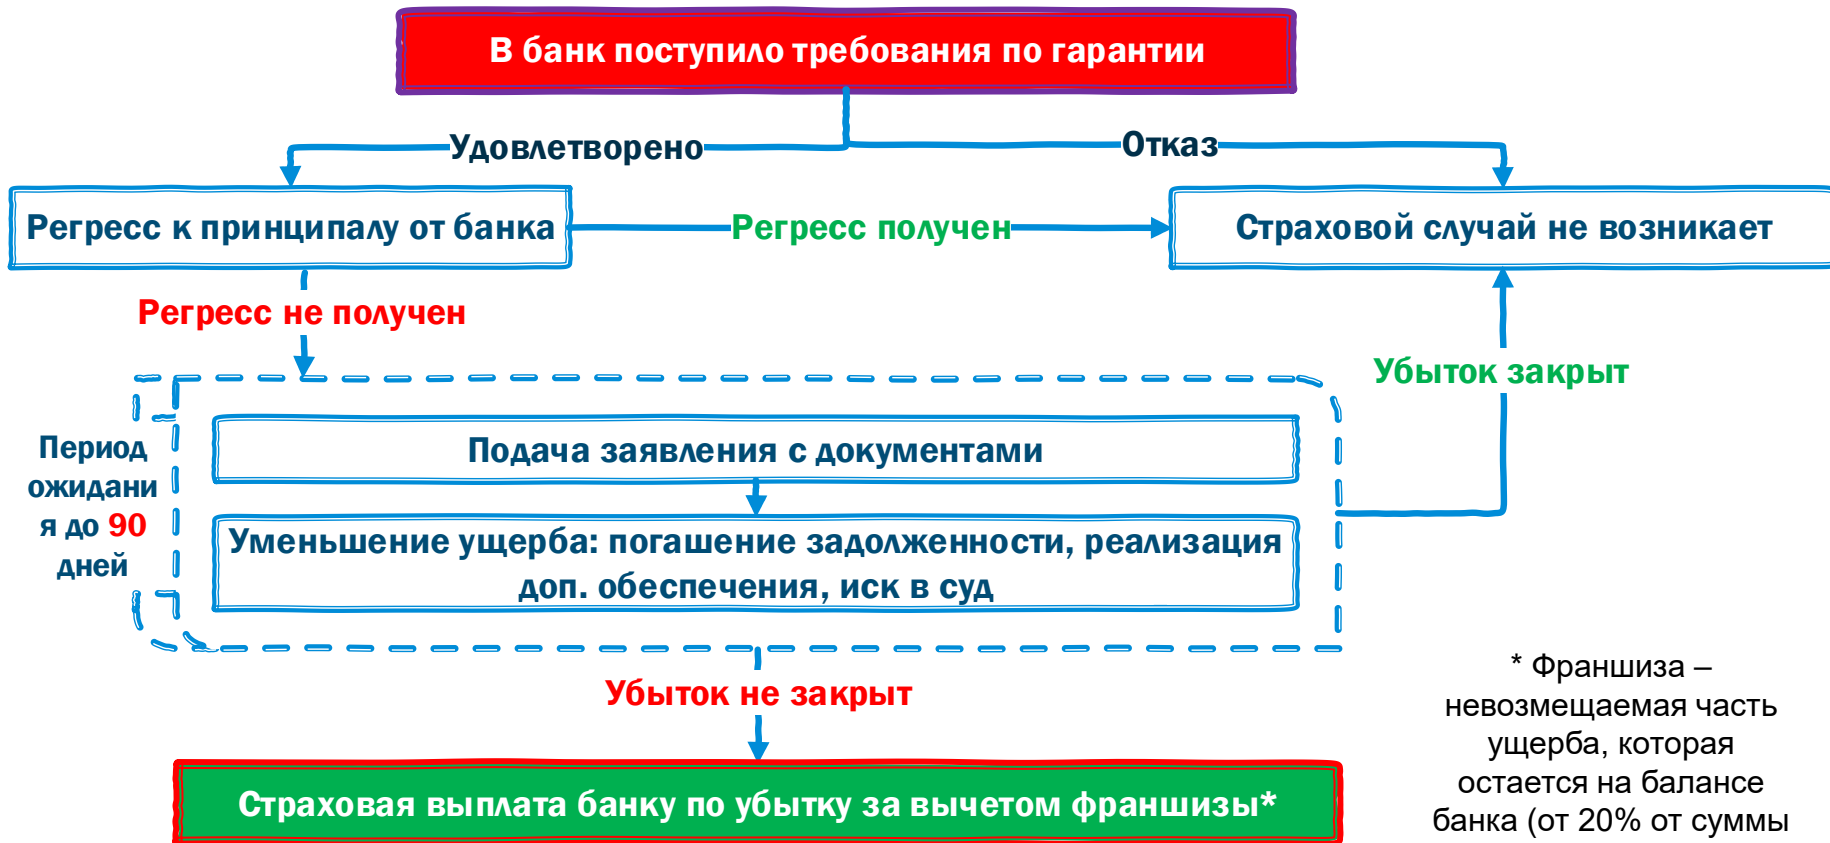 В банк поступило требования по гарантии
Удовлетворено
Отказ
Регресс к принципалу от банка
Регресс получен
Страховой случай не возникает
Регресс не получен
Убыток закрыт
Период
ожидани
я до 90
дней
Подача заявления с документами
Уменьшение ущерба: погашение задолженности, реализация
доп. обеспечения, иск в суд
Убыток не закрыт
Страховая выплата банку по убытку за вычетом франшизы*
* Франшиза –
невозмещаемая часть
ущерба, которая
остается на балансе
банка (от 20% от суммы